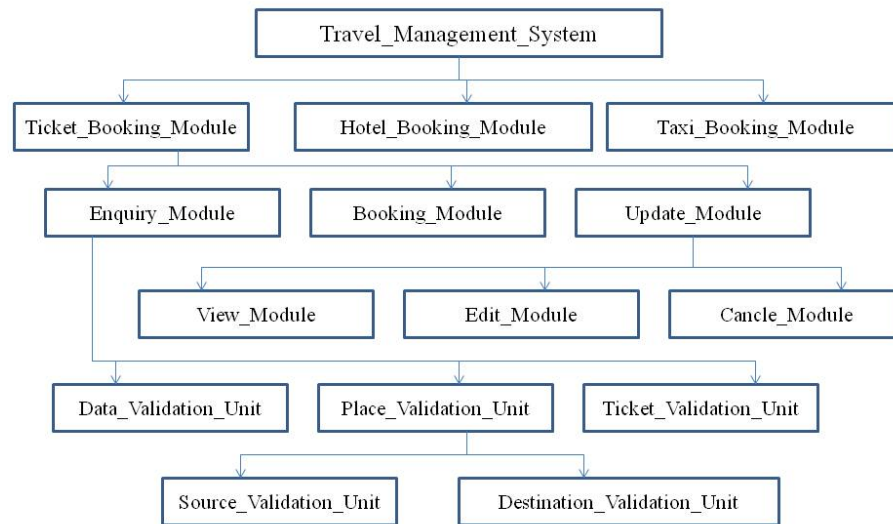 Travel_Management_System
Ticket_Booking_Module
Hotel_Booking_Module
Taxi_Booking_Module
Enquiry_Module
Booking_Module
Update_Module
View_Module
Edit_Module
Cancle_Module
Data_Validation_Unit
Place_Validation_Unit
Ticket_Validation_Unit
Source_Validation_Unit
Destination_Validation_Unit